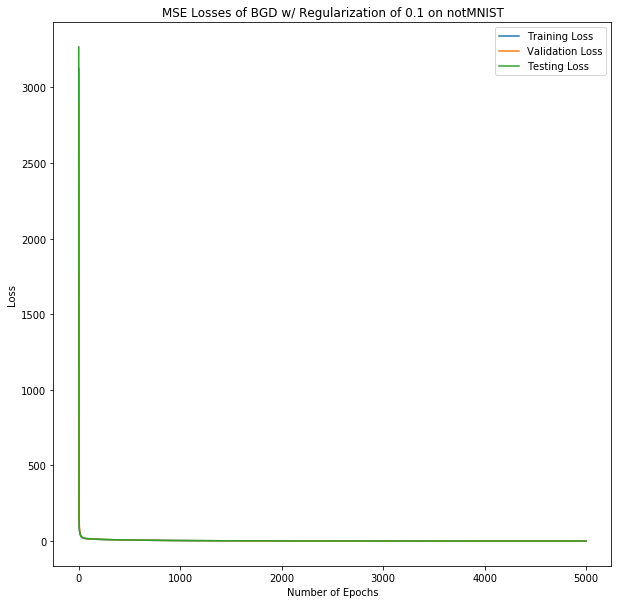 MSE Losses of BGD w/ Regularization of 0.1 on notMNIST
Training Loss
Validation Loss
Testing Loss
3000
2500
2000
1500
1000
500
0
Loss
0 1000 2000 3000 4000 5000
Number of Epochs